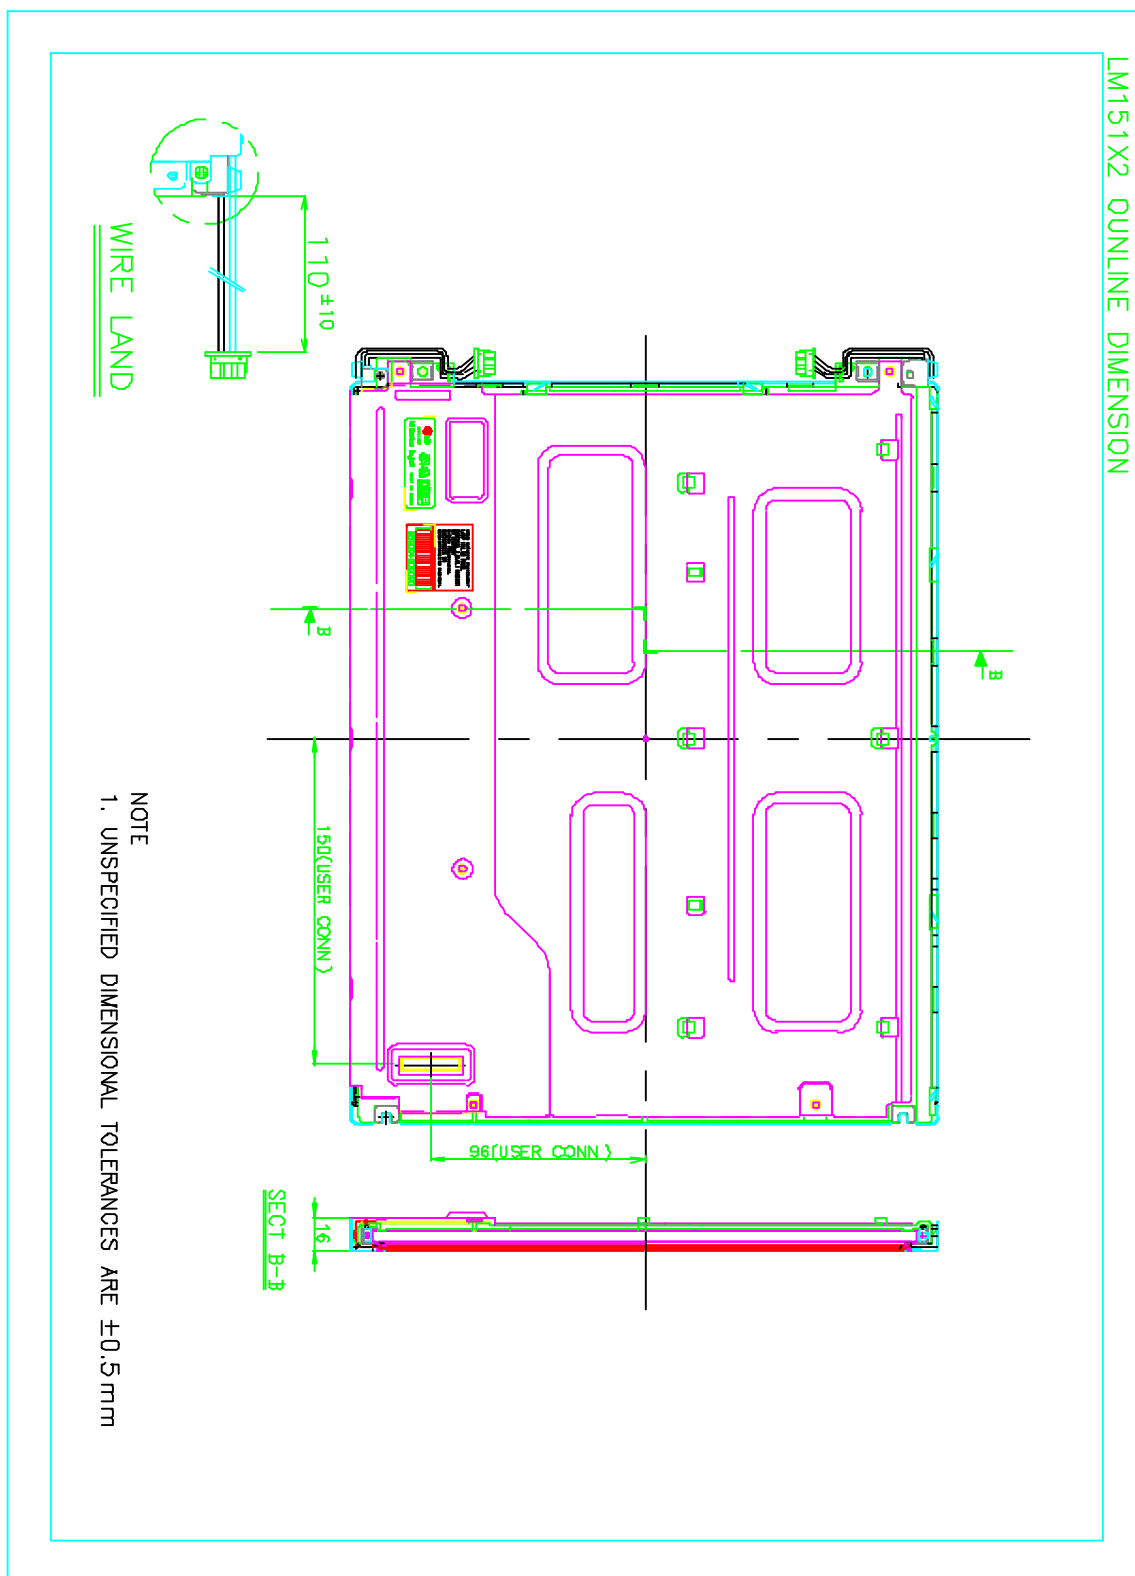 LM151X2 OUNLINE DIMENSION
110 ±10
WIRE LAND
B
B
150(USER CONN)
96(USER CONN)
16
SECT B-B
NOTE
1. UNSPECIFIED DIMENSIONAL TOLERANCES ARE ±0.5mm